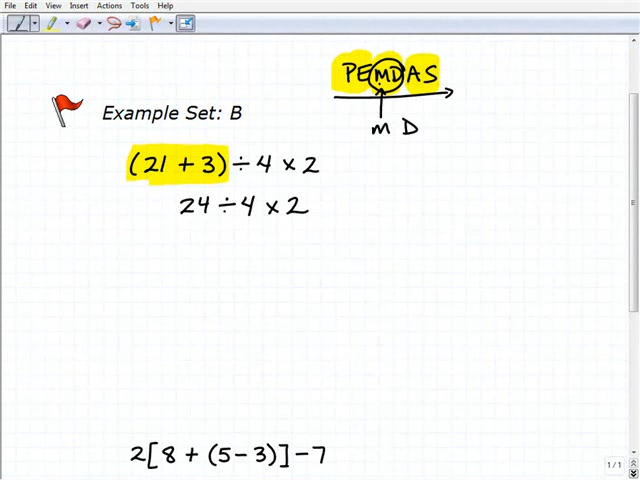 File Edit View Insert Actions Tools Help
PEMDAS
Example Set: B
M D
(21 + 3) ÷ 4 × 2
24 ÷ 4 × 2
2[8 + (5 - 3)] - 7
1/1